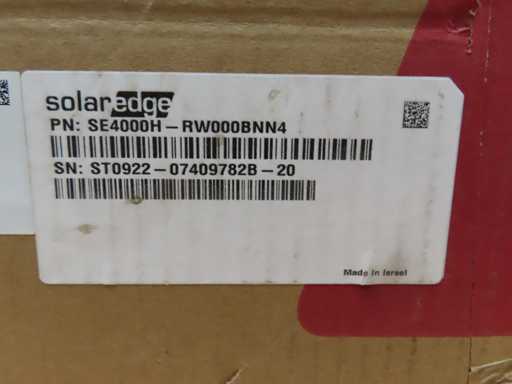 solaredge
PN: SE4000H-RW000BNN4
SN: ST0922-07409782B-20
Made in Israel